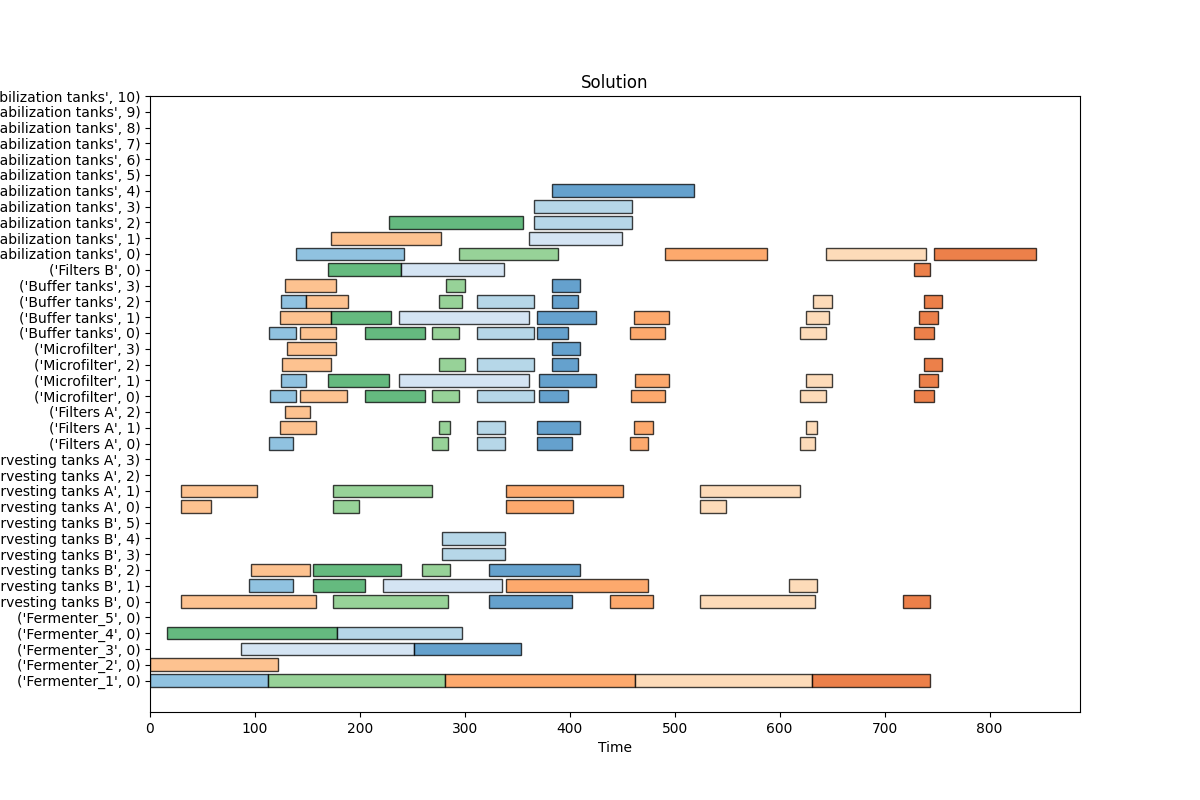 Solution
bilization tanks', 10)
abilization tanks', 9)
abilization tanks', 8)
abilization tanks', 7)
abilization tanks', 6)
abilization tanks', 5)
abilization tanks', 4)
abilization tanks', 3)
abilization tanks', 2)
abilization tanks', 1)
abilization tanks', 0)
('Filters B', 0)
('Buffer tanks', 3)
('Buffer tanks', 2)
('Buffer tanks', 1)
('Buffer tanks', 0)
('Microfilter', 3)
('Microfilter', 2)
('Microfilter', 1)
('Microfilter', 0)
('Filters A', 2)
('Filters A', 1)
('Filters A', 0)
rvesting tanks A', 3)
rvesting tanks A', 2)
rvesting tanks A', 1)
rvesting tanks A', 0)
rvesting tanks B', 5)
rvesting tanks B', 4)
rvesting tanks B', 3)
rvesting tanks B', 2)
rvesting tanks B', 1)
rvesting tanks B', 0)
('Fermenter_5', 0)
('Fermenter_4', 0)
('Fermenter_3', 0)
('Fermenter_2', 0)
('Fermenter_1', 0)
0 100 200 300 400 500 600 700 800
Time